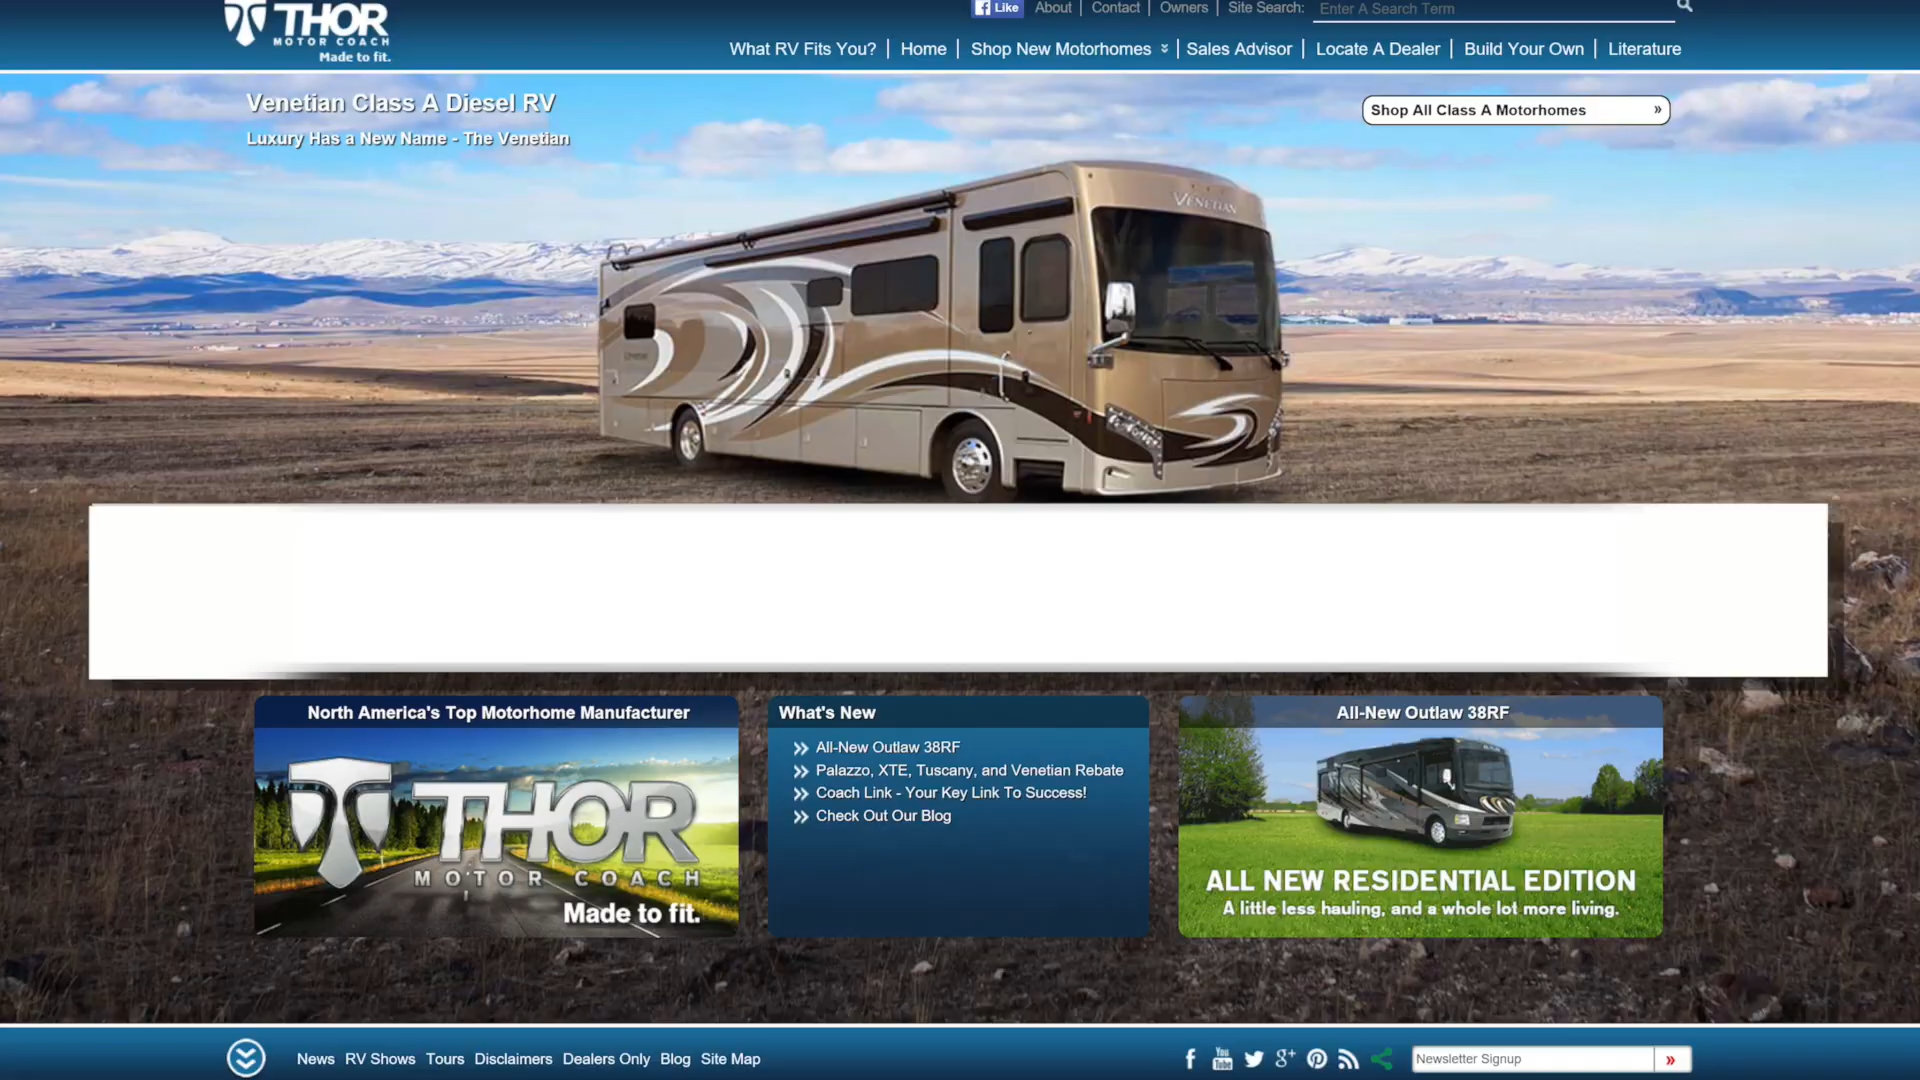 THOR
MOTOR COACH
Made to fit.
Like
About | Contact | Owners | Site Search: Enter A Search Term
What RV Fits You? | Home | Shop New Motorhomes | Sales Advisor | Locate A Dealer | Build Your Own | Literature
Venetian Class A Diesel RV
Luxury Has a New Name - The Venetian
Shop All Class A Motorhomes »
VENETIAN
North America's Top Motorhome Manufacturer
THOR
MOTOR COACH
Made to fit.
What's New
All-New Outlaw 38RF
Palazzo, XTE, Tuscany, and Venetian Rebate
Coach Link - Your Key Link To Success!
Check Out Our Blog
All-New Outlaw 38RF
ALL NEW RESIDENTIAL EDITION
A little less hauling, and a whole lot more living.
News RV Shows Tours Disclaimers Dealers Only Blog Site Map
f You Tube g+ Newsletter Signup »